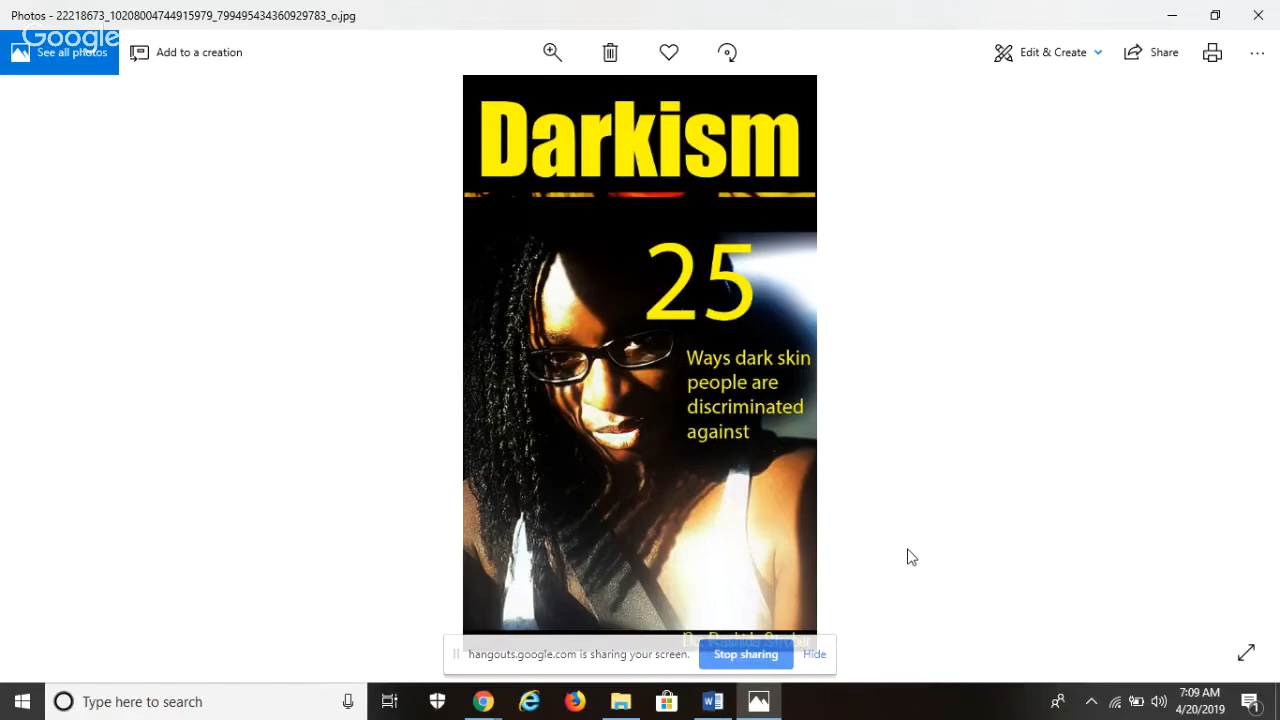 Photos - 22218673_10208004744915979_799495434360929783_o.jpg
Google
See all photos
Add to a creation
Edit & Create
Share
Darkism
25
Ways dark skin
people are
discriminated
against
hangouts.google.com is sharing your screen.
Stop sharing
Hide
Type here to search
7:09 AM
4/20/2019
1